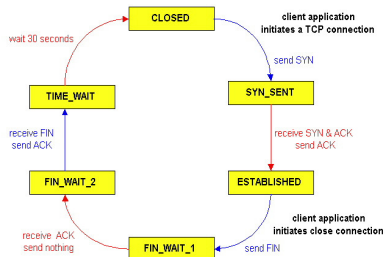 CLOSED
client application
initiates a TCP connection
wait 30 seconds
send SYN
TIME_WAIT
SYN_SENT
receive FIN
send ACK
receive SYN & ACK
send ACK
FIN_WAIT_2
ESTABLISHED
client application
initiates close connection
receive ACK
send nothing
FIN_WAIT_1
send FIN